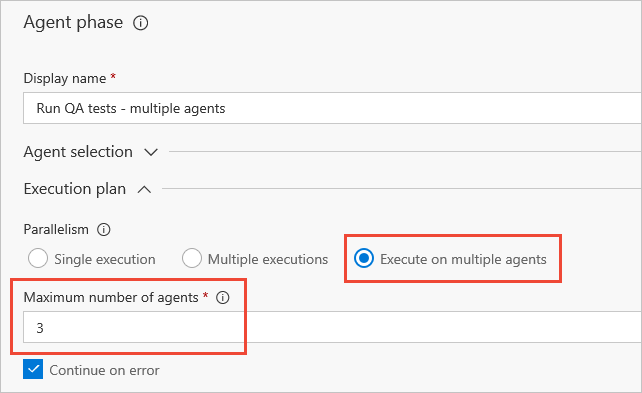 Agent phase
Display name *
Run QA tests - multiple agents
Agent selection
Execution plan
Parallelism
Single execution Multiple executions Execute on multiple agents
Maximum number of agents *
3
Continue on error